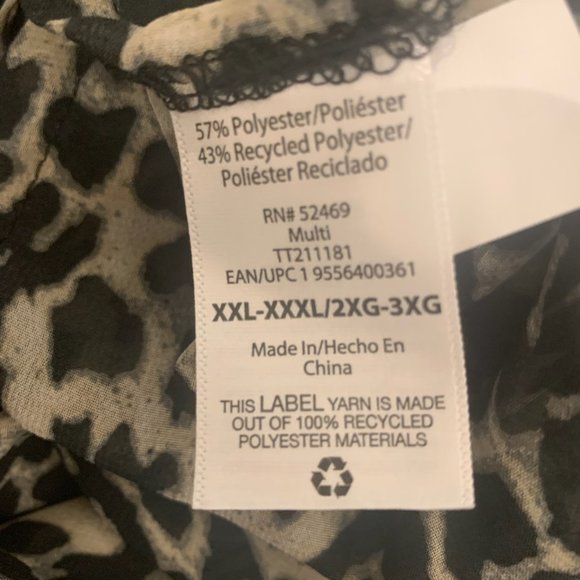 57% Polyester/Poliéster
43% Recycled Polyester/
Poliéster Reciclado
RN# 52469
Multi
TT211181
EAN/UPC 1 9556400361
XXL-XXXL/2XG-3XG
Made In/Hecho En
China
THIS LABEL YARN IS MADE
OUT OF 100% RECYCLED
POLYESTER MATERIALS